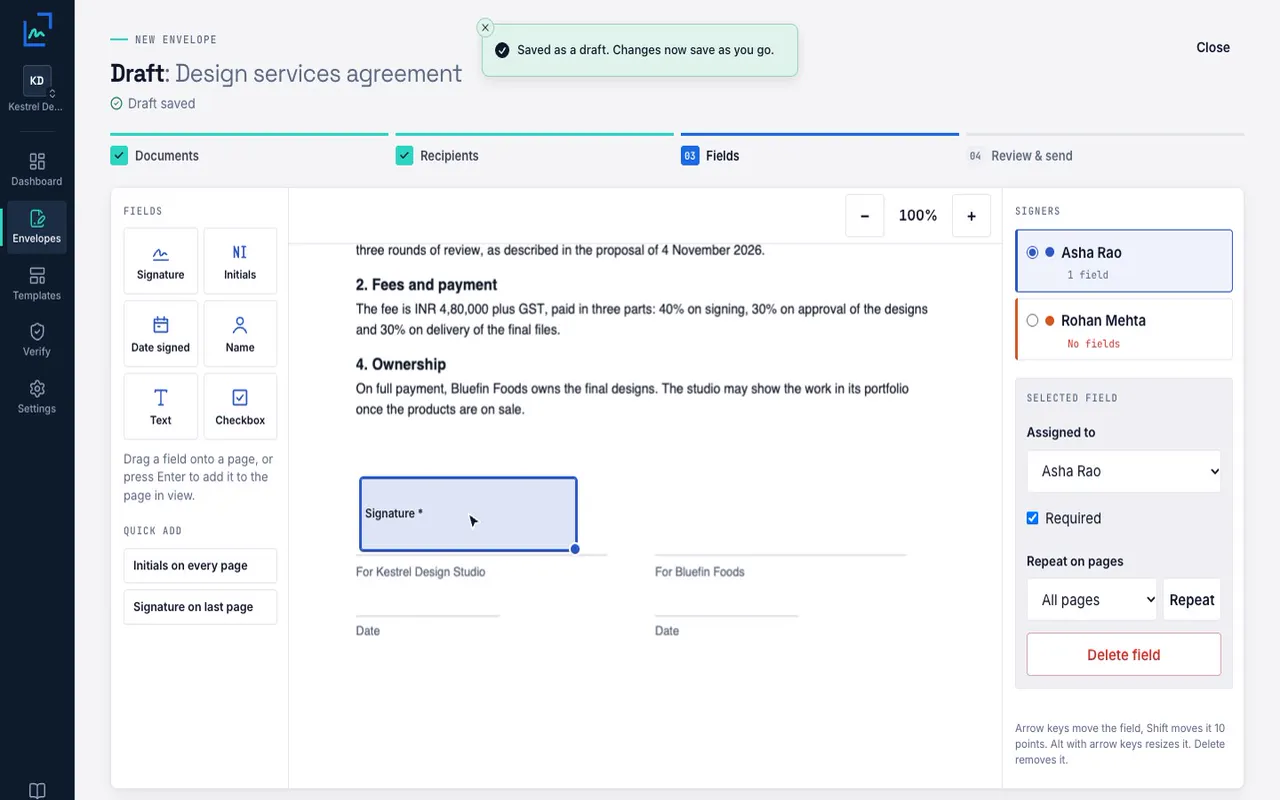 KD
Kestrel De...
Dashboard
Envelopes
Templates
Verify
Settings
NEW ENVELOPE
Draft: Design services agreement
Draft saved
Saved as a draft. Changes now save as you go.
Close
Documents
Recipients
03 Fields
04 Review & send
FIELDS
Signature
NI
Initials
Date signed
Name
Text
Checkbox
Drag a field onto a page, or
press Enter to add it to the
page in view.
QUICK ADD
Initials on every page
Signature on last page
− 100% +
three rounds of review, as described in the proposal of 4 November 2026.
2. Fees and payment
The fee is INR 4,80,000 plus GST, paid in three parts: 40% on signing, 30% on approval of the designs
and 30% on delivery of the final files.
4. Ownership
On full payment, Bluefin Foods owns the final designs. The studio may show the work in its portfolio
once the products are on sale.
Signature *
For Kestrel Design Studio
For Bluefin Foods
Date
Date
SIGNERS
Asha Rao
1 field
Rohan Mehta
No fields
SELECTED FIELD
Assigned to
Asha Rao
Required
Repeat on pages
All pages
Repeat
Delete field
Arrow keys move the field, Shift moves it 10
points. Alt with arrow keys resizes it. Delete
removes it.